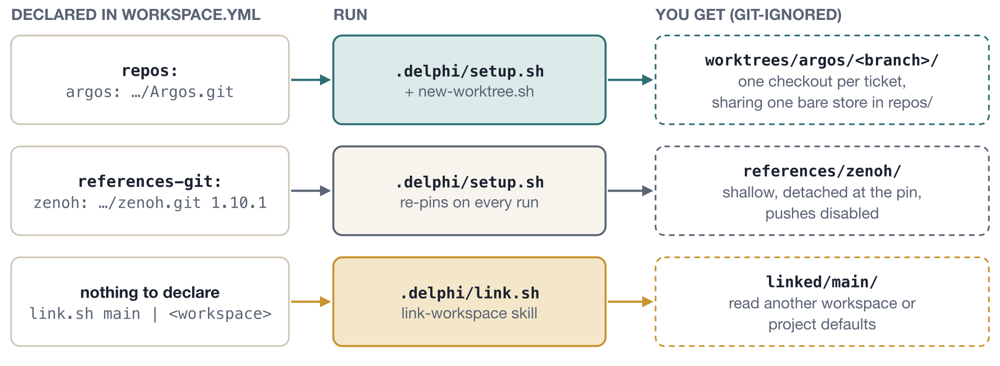 DECLARED IN WORKSPACE.YML
RUN
YOU GET (GIT-IGNORED)
repos:
argos: …/Argos.git
.delphi/setup.sh
+ new-worktree.sh
worktrees/argos/<branch>/
one checkout per ticket,
sharing one bare store in repos/
references-git:
zenoh: …/zenoh.git 1.10.1
.delphi/setup.sh
re-pins on every run
references/zenoh/
shallow, detached at the pin,
pushes disabled
nothing to declare
link.sh main | <workspace>
.delphi/link.sh
link-workspace skill
linked/main/
read another workspace or
project defaults